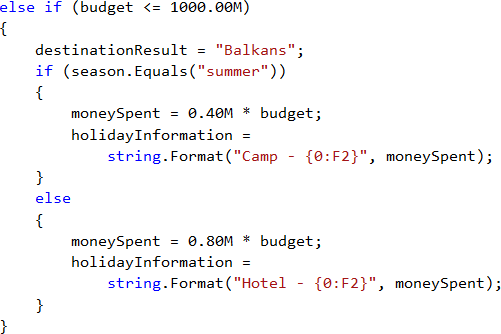 else if (budget <= 1000.00M)
{
    destinationResult = "Balkans";
    if (season.Equals("summer"))
    {
        moneySpent = 0.40M * budget;
        holidayInformation =
            string.Format("Camp - {0:F2}", moneySpent);
    }
    else
    {
        moneySpent = 0.80M * budget;
        holidayInformation =
            string.Format("Hotel - {0:F2}", moneySpent);
    }
}